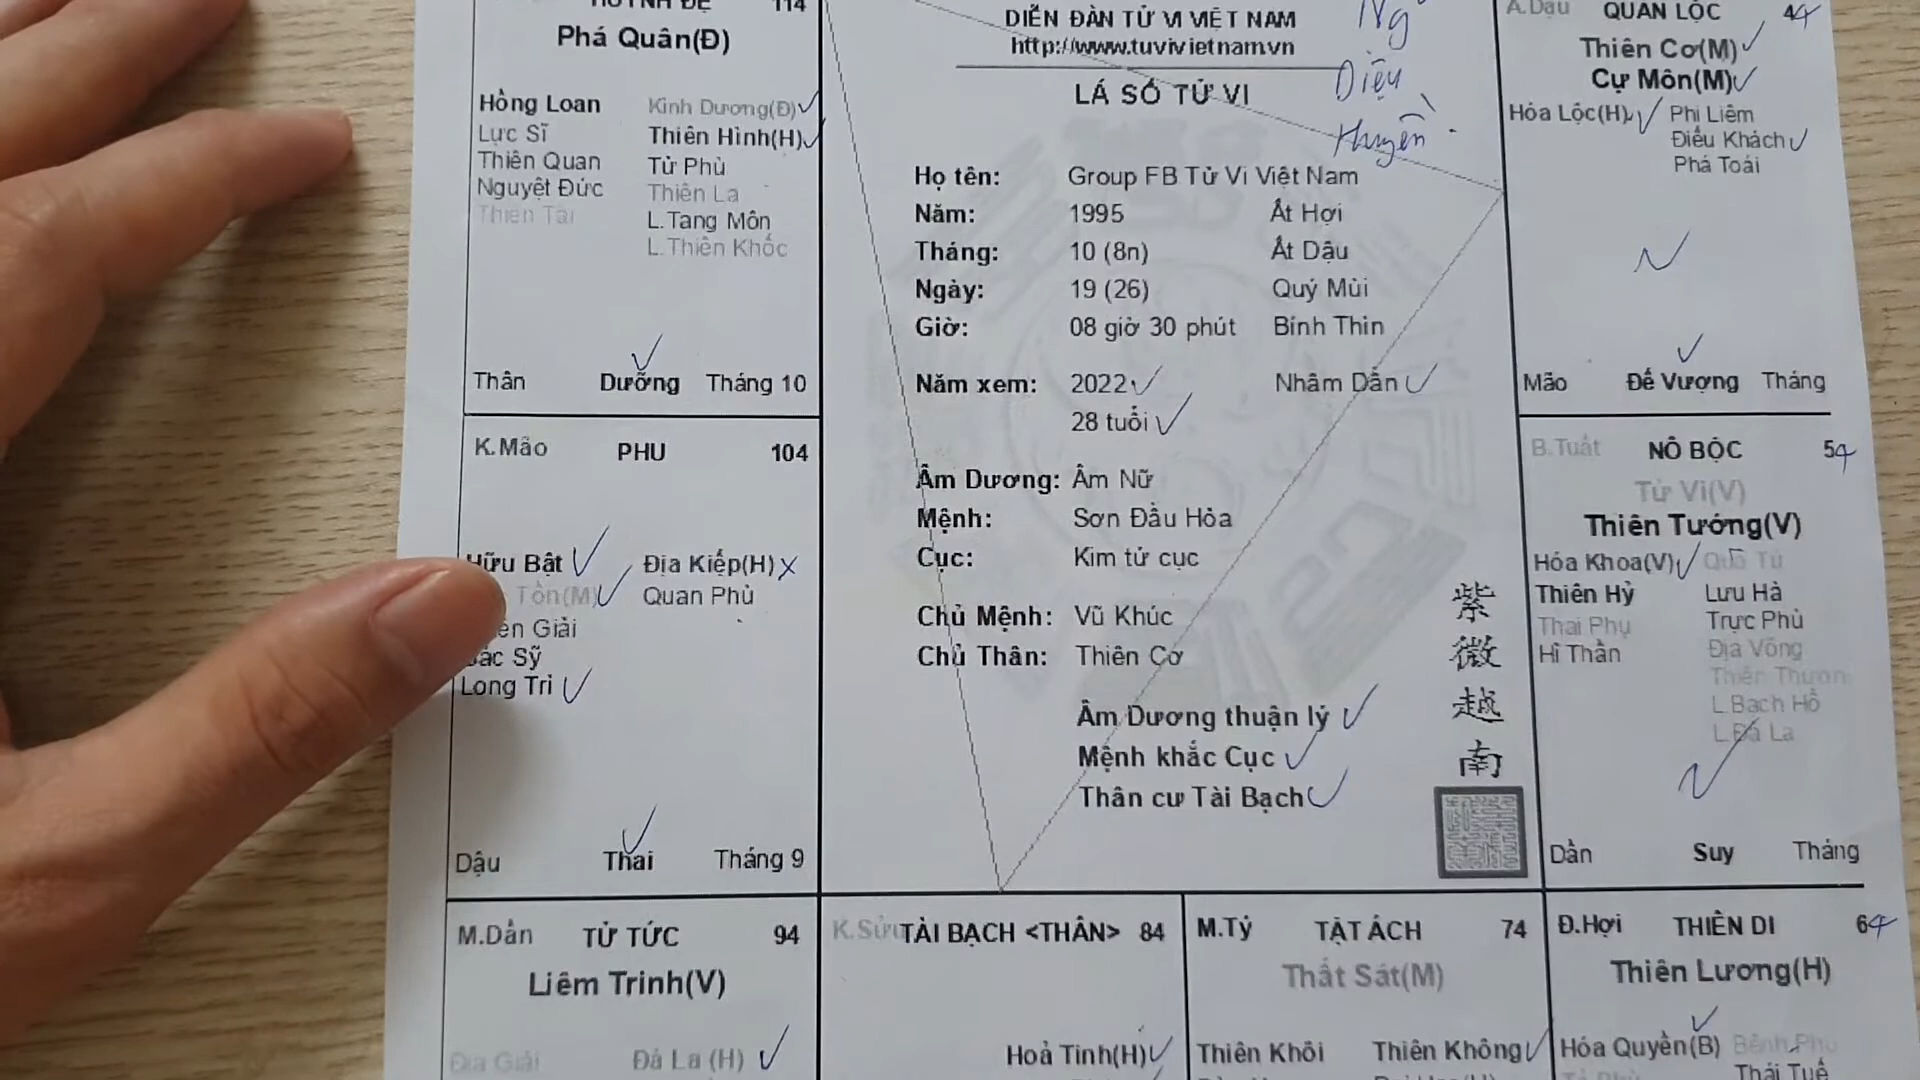 HUYNH ĐỆ 114
Phá Quân(Đ)
Hồng Loan Kình Dương(Đ)
Lực Sĩ Thiên Hình(H)
Thiên Quan Tử Phù
Nguyệt Đức Thiên La
Thiên Tài L.Tang Môn
L.Thiên Khốc
Thân Dưỡng Tháng 10
K.Mão PHU 104
Hữu Bật Địa Kiếp(H)
Tồn(M) Quan Phù
Giải
Bác Sỹ
Long Trì
Dậu Thai Tháng 9
M.Dần TỬ TỨC 94
Liêm Trinh(V)
Địa Giải Đà La (H)
DIỄN ĐÀN TỬ VI VIỆT NAM
http://www.tuvivietnam.vn
LÁ SỐ TỬ VI
Ng
Diệu
Huyền
Họ tên: Group FB Tử Vi Việt Nam
Năm: 1995 Ất Hợi
Tháng: 10 (8n) Ất Dậu
Ngày: 19 (26) Quý Mùi
Giờ: 08 giờ 30 phút Bính Thìn
Năm xem: 2022 Nhâm Dần
28 tuổi
Âm Dương: Âm Nữ
Mệnh: Sơn Đầu Hỏa
Cục: Kim tứ cục
Chủ Mệnh: Vũ Khúc
Chủ Thân: Thiên Cơ
Âm Dương thuận lý
Mệnh khắc Cục
Thân cư Tài Bạch
紫
微
越
南
K.Sửu TÀI BẠCH <THÂN> 84
Hoả Tinh(H)
M.Tý TẬT ÁCH 74
Thất Sát(M)
Thiên Khôi Thiên Không
A.Dậu QUAN LỘC 44
Thiên Cơ(M)
Cự Môn(M)
Hóa Lộc(H) Phi Liêm
Điếu Khách
Phá Toái
Mão Đế Vượng Tháng
B.Tuất NÔ BỘC 54
Tử Vi(V)
Thiên Tướng(V)
Hóa Khoa(V) Quả Tú
Thiên Hỷ Lưu Hà
Thai Phụ Trực Phù
Hỉ Thần Địa Võng
Thiên Thươn
L.Bạch Hổ
L.Đà La
Dần Suy Tháng
Đ.Hợi THIÊN DI 64
Thiên Lương(H)
Hóa Quyền(B) Bệnh Phù
Thái Tuế